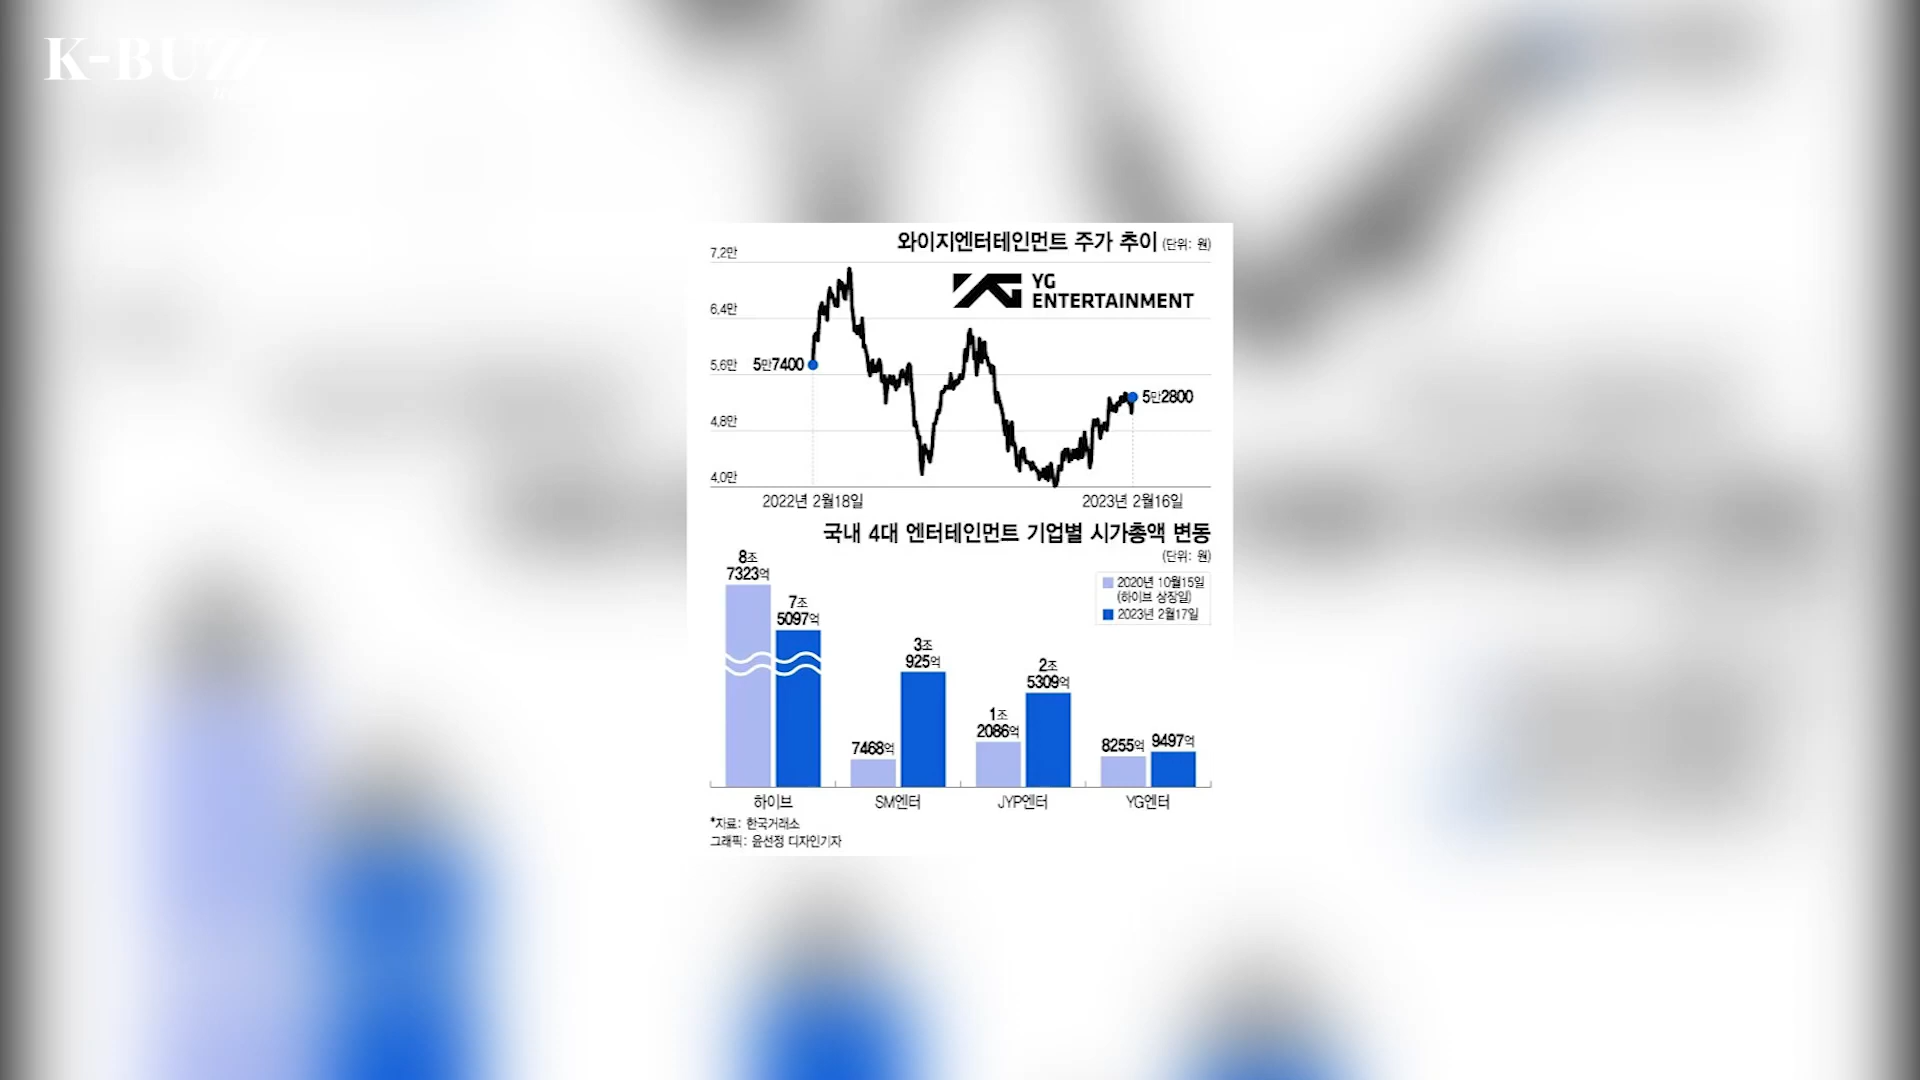 K-BUZZ
와이지엔터테인먼트 주가 추이 (단위: 원)
7.2만
YG
ENTERTAINMENT
6.4만
5.6만
5만7400
5만2800
4.8만
4.0만
2022년 2월18일
2023년 2월16일
국내 4대 엔터테인먼트 기업별 시가총액 변동
(단위: 원)
2020년 10월15일
(하이브 상장일)
2023년 2월17일
8조
7323억
7조
5097억
7468억
3조
925억
1조
2086억
2조
5309억
8255억
9497억
하이브
SM엔터
JYP엔터
YG엔터
*자료: 한국거래소
그래픽: 윤선정 디자인기자